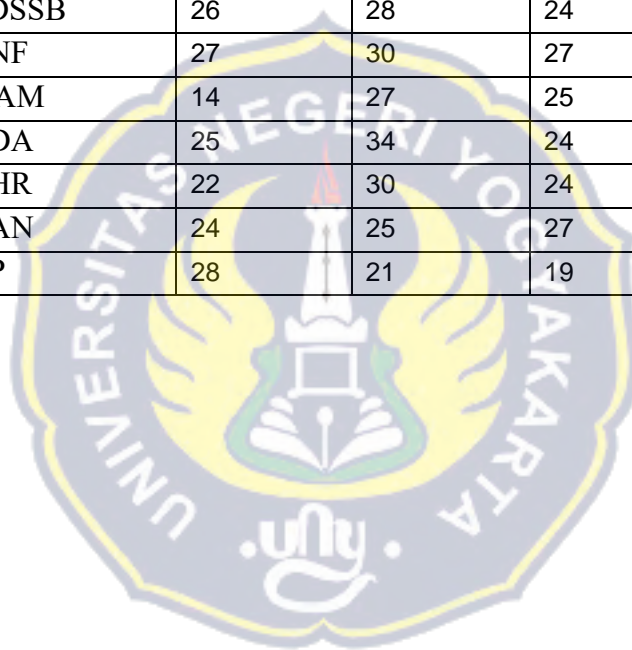 DSSB 26 28 24
NF 27 30 27
AM 14 27 25
DA 25 34 24
HR 22 30 24
AN 24 25 27
P 28 21 19
UNIVERSITAS NEGERI YOGYAKARTA
uny